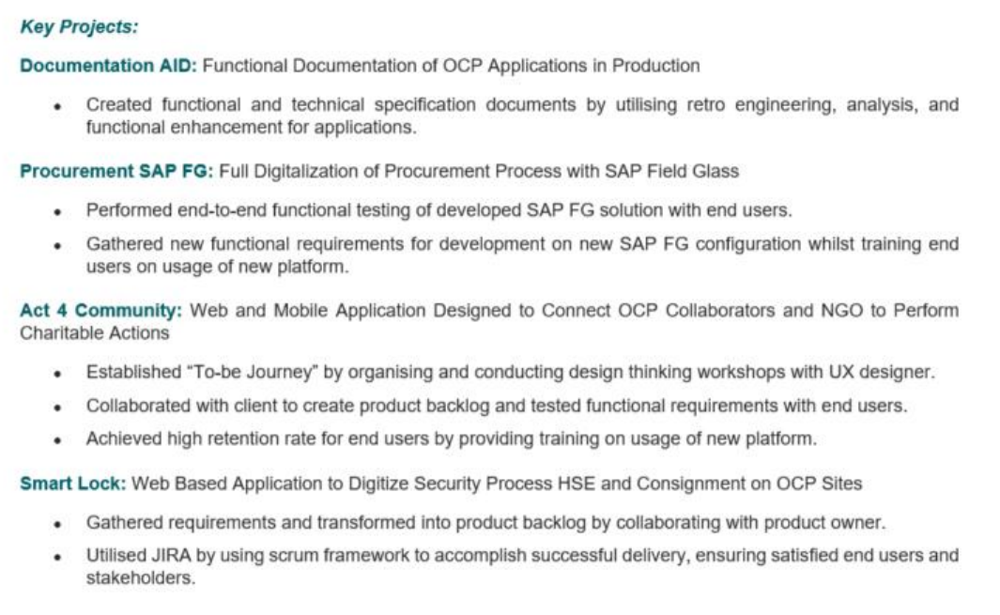 Key Projects:
Documentation AID: Functional Documentation of OCP Applications in Production
• Created functional and technical specification documents by utilising retro engineering, analysis, and
functional enhancement for applications.
Procurement SAP FG: Full Digitalization of Procurement Process with SAP Field Glass
• Performed end-to-end functional testing of developed SAP FG solution with end users.
• Gathered new functional requirements for development on new SAP FG configuration whilst training end
users on usage of new platform.
Act 4 Community: Web and Mobile Application Designed to Connect OCP Collaborators and NGO to Perform
Charitable Actions
• Established “To-be Journey” by organising and conducting design thinking workshops with UX designer.
• Collaborated with client to create product backlog and tested functional requirements with end users.
• Achieved high retention rate for end users by providing training on usage of new platform.
Smart Lock: Web Based Application to Digitize Security Process HSE and Consignment on OCP Sites
• Gathered requirements and transformed into product backlog by collaborating with product owner.
• Utilised JIRA by using scrum framework to accomplish successful delivery, ensuring satisfied end users and
stakeholders.